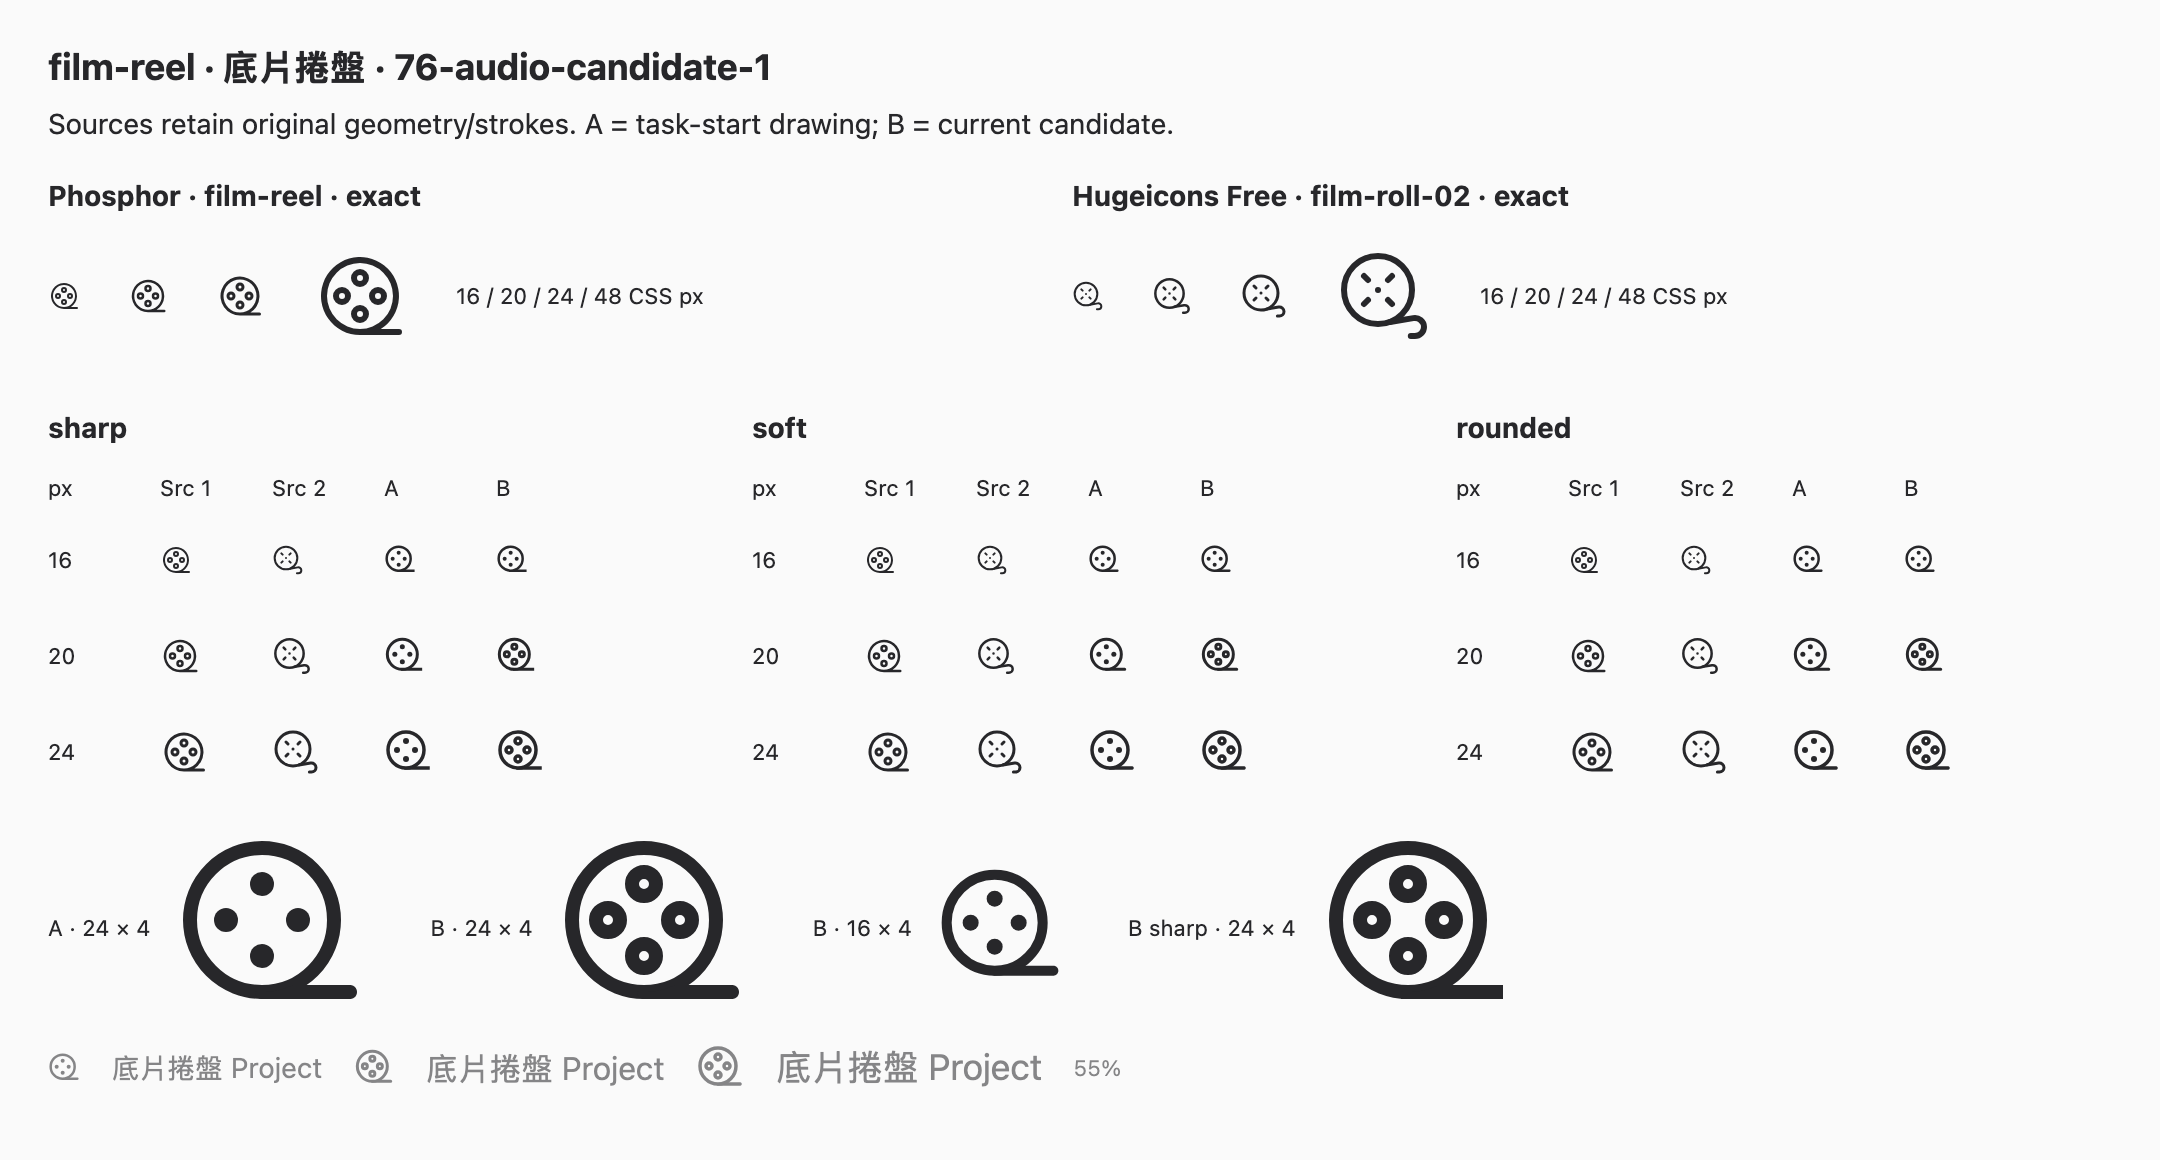 film-reel · 底片捲盤 · 76-audio-candidate-1
Sources retain original geometry/strokes. A = task-start drawing; B = current candidate.
Phosphor · film-reel · exact
Hugeicons Free · film-roll-02 · exact
16 / 20 / 24 / 48 CSS px
16 / 20 / 24 / 48 CSS px
sharp
soft
rounded
px Src 1 Src 2 A B
px Src 1 Src 2 A B
px Src 1 Src 2 A B
16
16
16
20
20
20
24
24
24
A · 24 × 4
B · 24 × 4
B · 16 × 4
B sharp · 24 × 4
底片捲盤 Project
底片捲盤 Project
底片捲盤 Project
55%